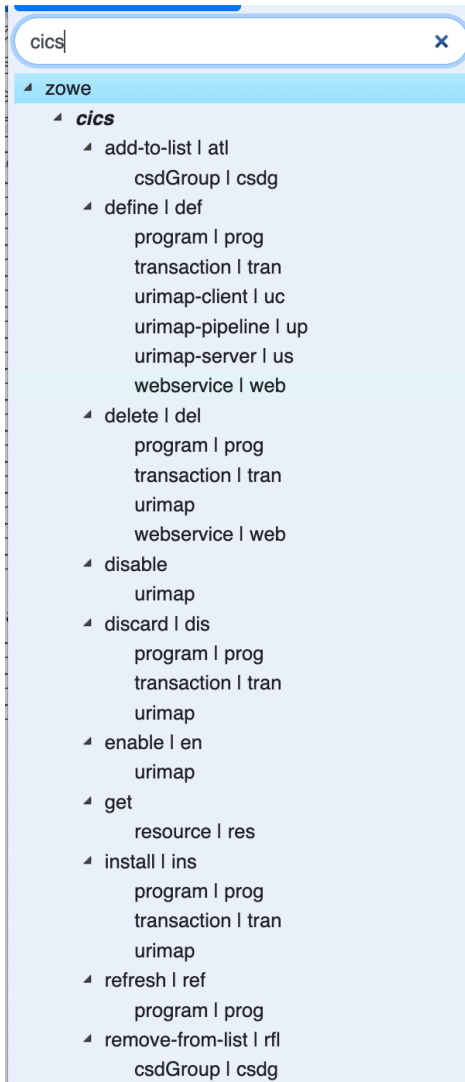 cics
zowe
cics
add-to-list | atl
csdGroup | csdg
define | def
program | prog
transaction | tran
urimap-client | uc
urimap-pipeline | up
urimap-server | us
webservice | web
delete | del
program | prog
transaction | tran
urimap
webservice | web
disable
urimap
discard | dis
program | prog
transaction | tran
urimap
enable | en
urimap
get
resource | res
install | ins
program | prog
transaction | tran
urimap
refresh | ref
program | prog
remove-from-list | rfl
csdGroup | csdg